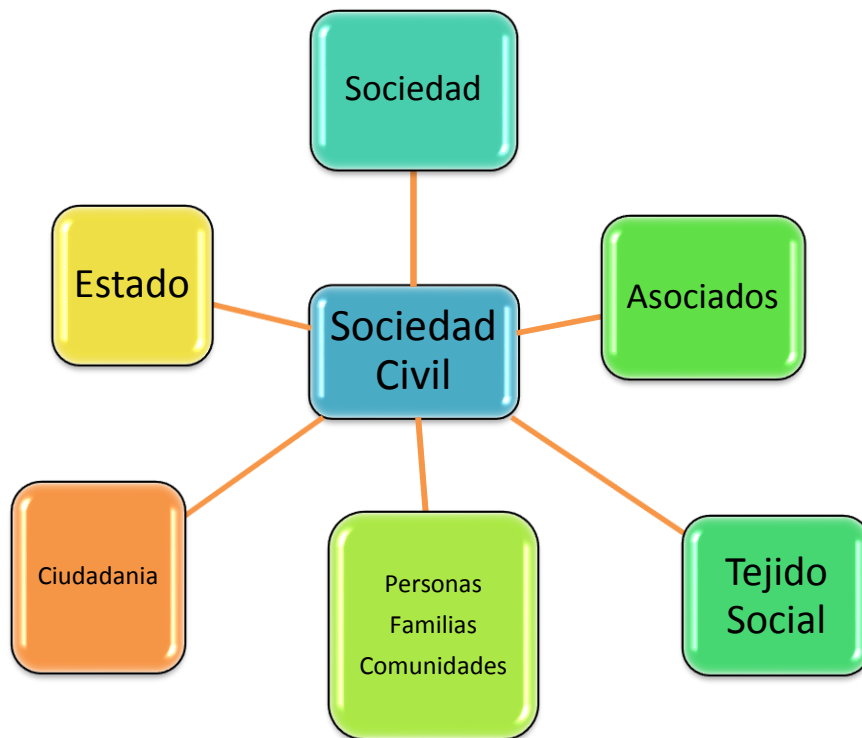 Sociedad
Estado
Asociados
Sociedad
Civil
Ciudadania
Personas
Familias
Comunidades
Tejido
Social